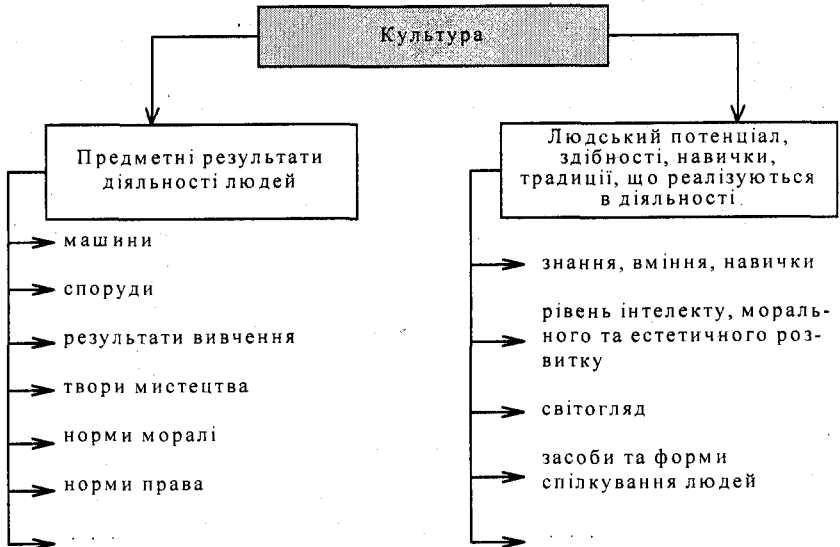 Культура
Предметні результати
діяльності людей
машини
споруди
результати вивчення
твори мистецтва
норми моралі
норми права
. . .
Людський потенціал,
здібності, навички,
традиції, що реалізуються
в діяльності
знання, вміння, навички
рівень інтелекту, мораль-
ного та естетичного роз-
витку
світогляд
засоби та форми
спілкування людей
. . .